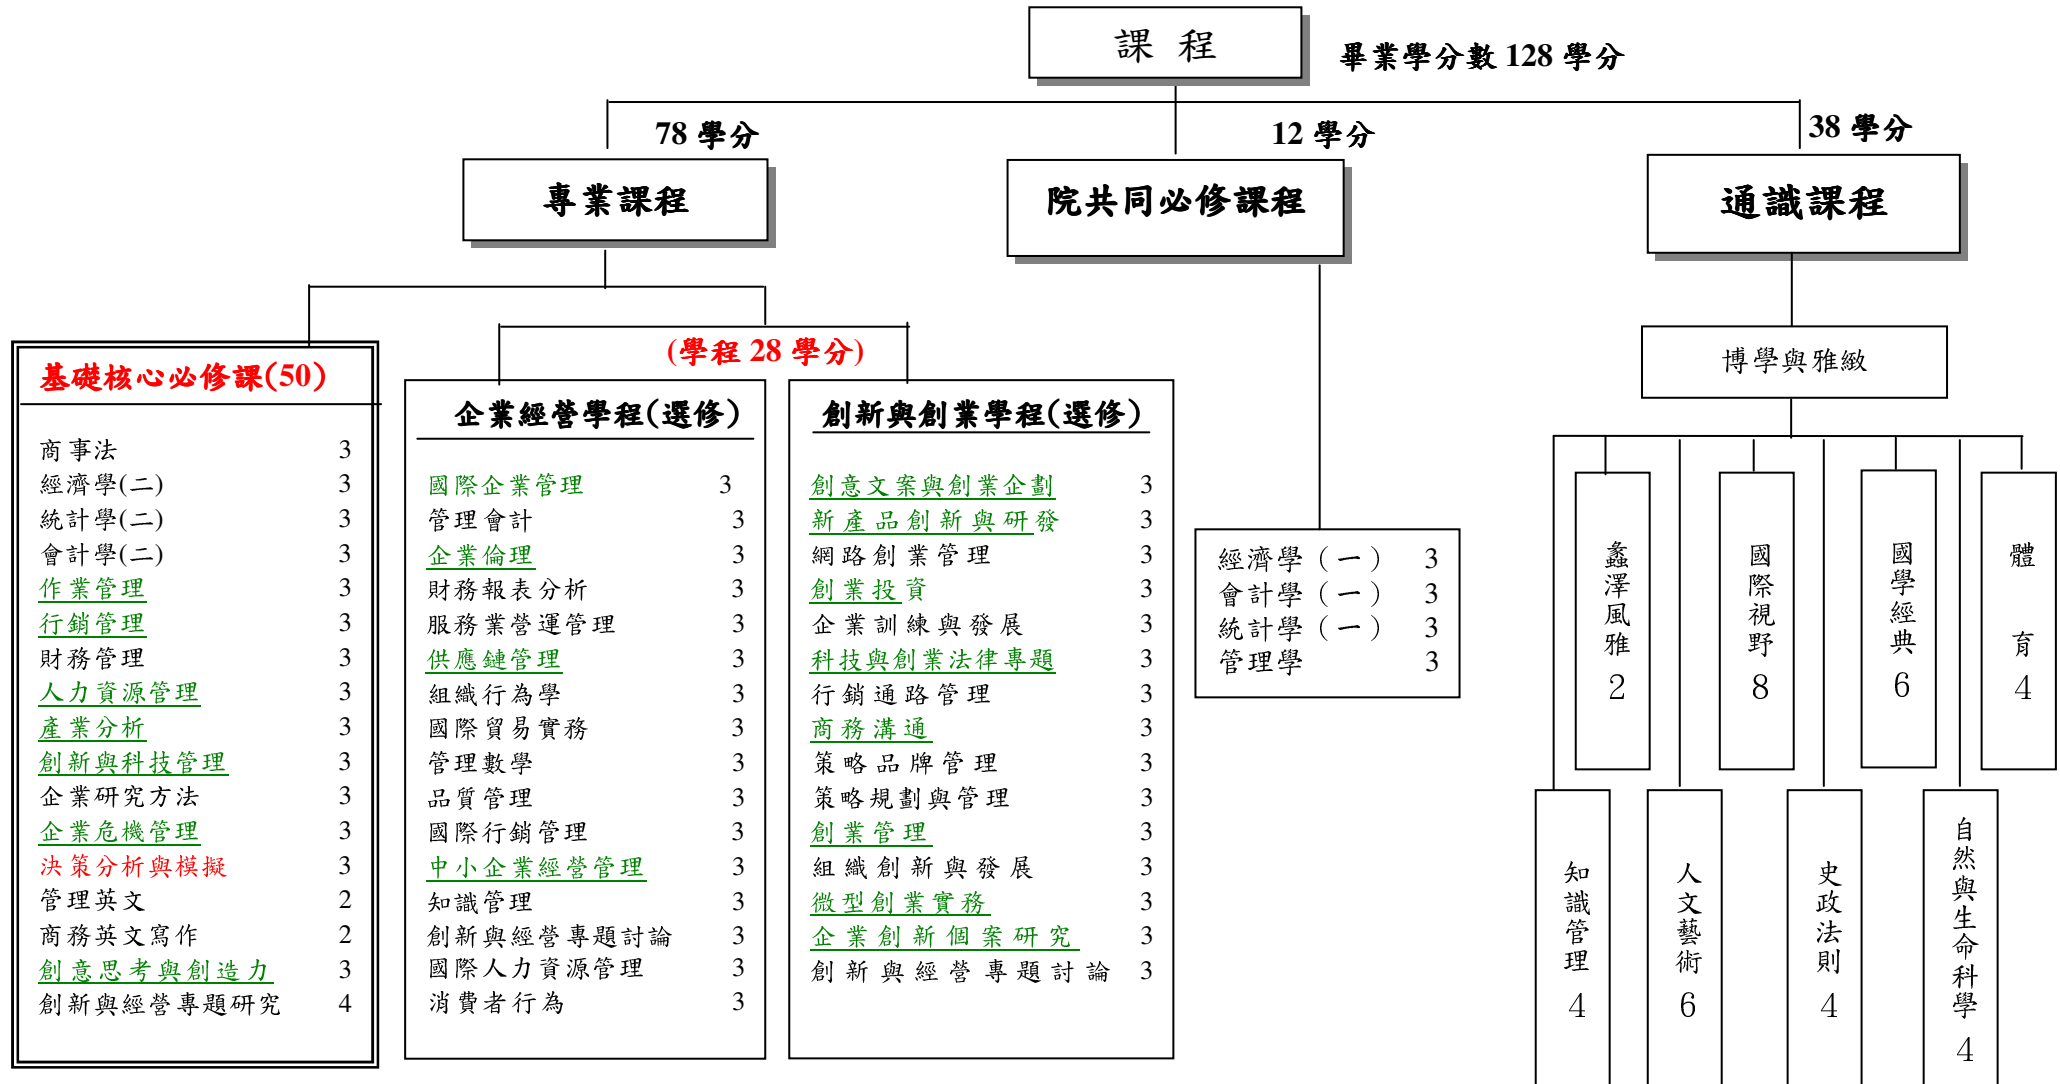 課 程
畢業學分數 128 學分
78 學分
12 學分
38 學分
專業課程
院共同必修課程
通識課程
(學程 28 學分)
博學與雅緻
基礎核心必修課(50)
商事法 3
經濟學(二) 3
統計學(二) 3
會計學(二) 3
作業管理 3
行銷管理 3
財務管理 3
人力資源管理 3
產業分析 3
創新與科技管理 3
企業研究方法 3
企業危機管理 3
決策分析與模擬 3
管理英文 2
商務英文寫作 2
創意思考與創造力 3
創新與經營專題研究 4
企業經營學程(選修)
國際企業管理 3
管理會計 3
企業倫理 3
財務報表分析 3
服務業營運管理 3
供應鏈管理 3
組織行為學 3
國際貿易實務 3
管理數學 3
品質管理 3
國際行銷管理 3
中小企業經營管理 3
知識管理 3
創新與經營專題討論 3
國際人力資源管理 3
消費者行為 3
創新與創業學程(選修)
創意文案與創業企劃 3
新產品創新與研發 3
網路創業管理 3
創業投資 3
企業訓練與發展 3
科技與創業法律專題 3
行銷通路管理 3
商務溝通 3
策略品牌管理 3
策略規劃與管理 3
創業管理 3
組織創新與發展 3
微型創業實務 3
企業創新個案研究 3
創新與經營專題討論 3
經濟學（一） 3
會計學（一） 3
統計學（一） 3
管理學 3
蠡澤風雅 2
國際視野 8
國學經典 6
體 育 4
知識管理 4
人文藝術 6
史政法則 4
自然與生命科學 4